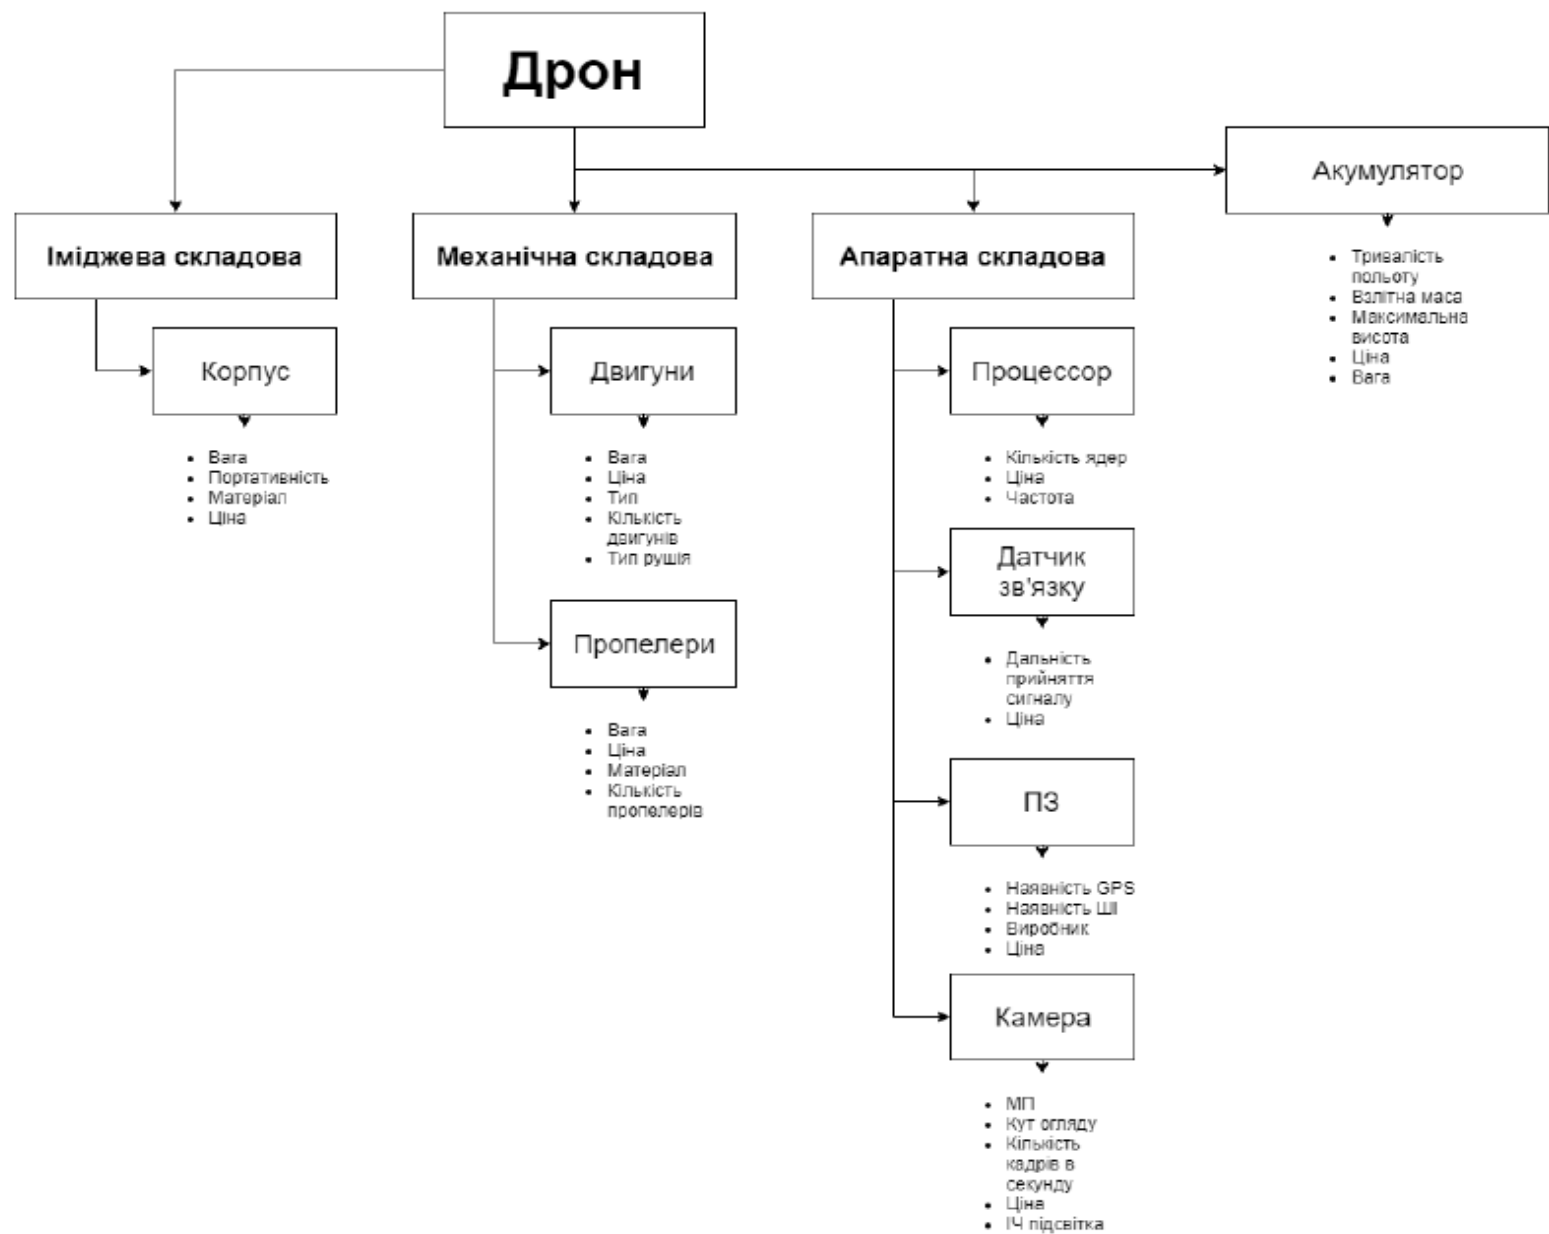 Дрон
Акумулятор
Тривалість
польоту
Взлітна маса
Максимальна
висота
Ціна
Вага
Іміджева складова
Корпус
Вага
Портативність
Матеріал
Ціна
Механічна складова
Двигуни
Вага
Ціна
Тип
Кількість
двигунів
Тип рушія
Пропелери
Вага
Ціна
Матеріал
Кількість
пропелерів
Апаратна складова
Процессор
Кількість ядер
Ціна
Частота
Датчик
зв'язку
Дальність
прийняття
сигналу
Ціна
ПЗ
Наявність GPS
Наявність ШІ
Виробник
Ціна
Камера
МП
Кут огляду
Кількість
кадрів в
секунду
Ціна
ІЧ підсвітка